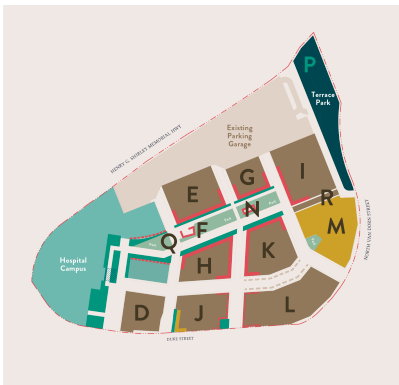 P
Terrace
Park
HENRY G. SHIRLEY MEMORIAL HWY
Existing
Parking
Garage
I
G
E
R
N
M
F
Q
NORTH VAN DORN STREET
K
H
Hospital
Campus
L
D
J
DUKE STREET